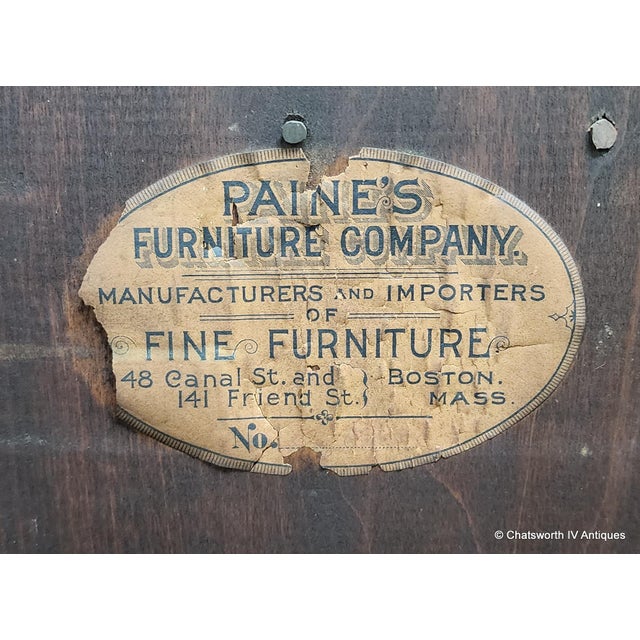 PAINE'S
FURNITURE COMPANY.
MANUFACTURERS AND IMPORTERS
OF
FINE FURNITURE
48 Canal St. and } BOSTON.
141 Friend St. } MASS.
No.
© Chatsworth IV Antiques